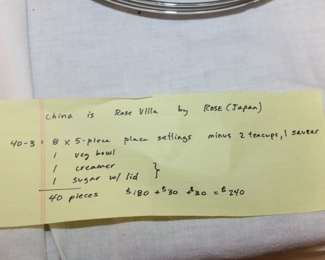 China is Rose Villa by ROSE (Japan)
40-3: 8 x 5-piece place settings minus 2 teacups, 1 saucer
1 veg bowl
1 creamer
1 sugar w/ lid }
40 pieces $180 + $30 + $30 = $240